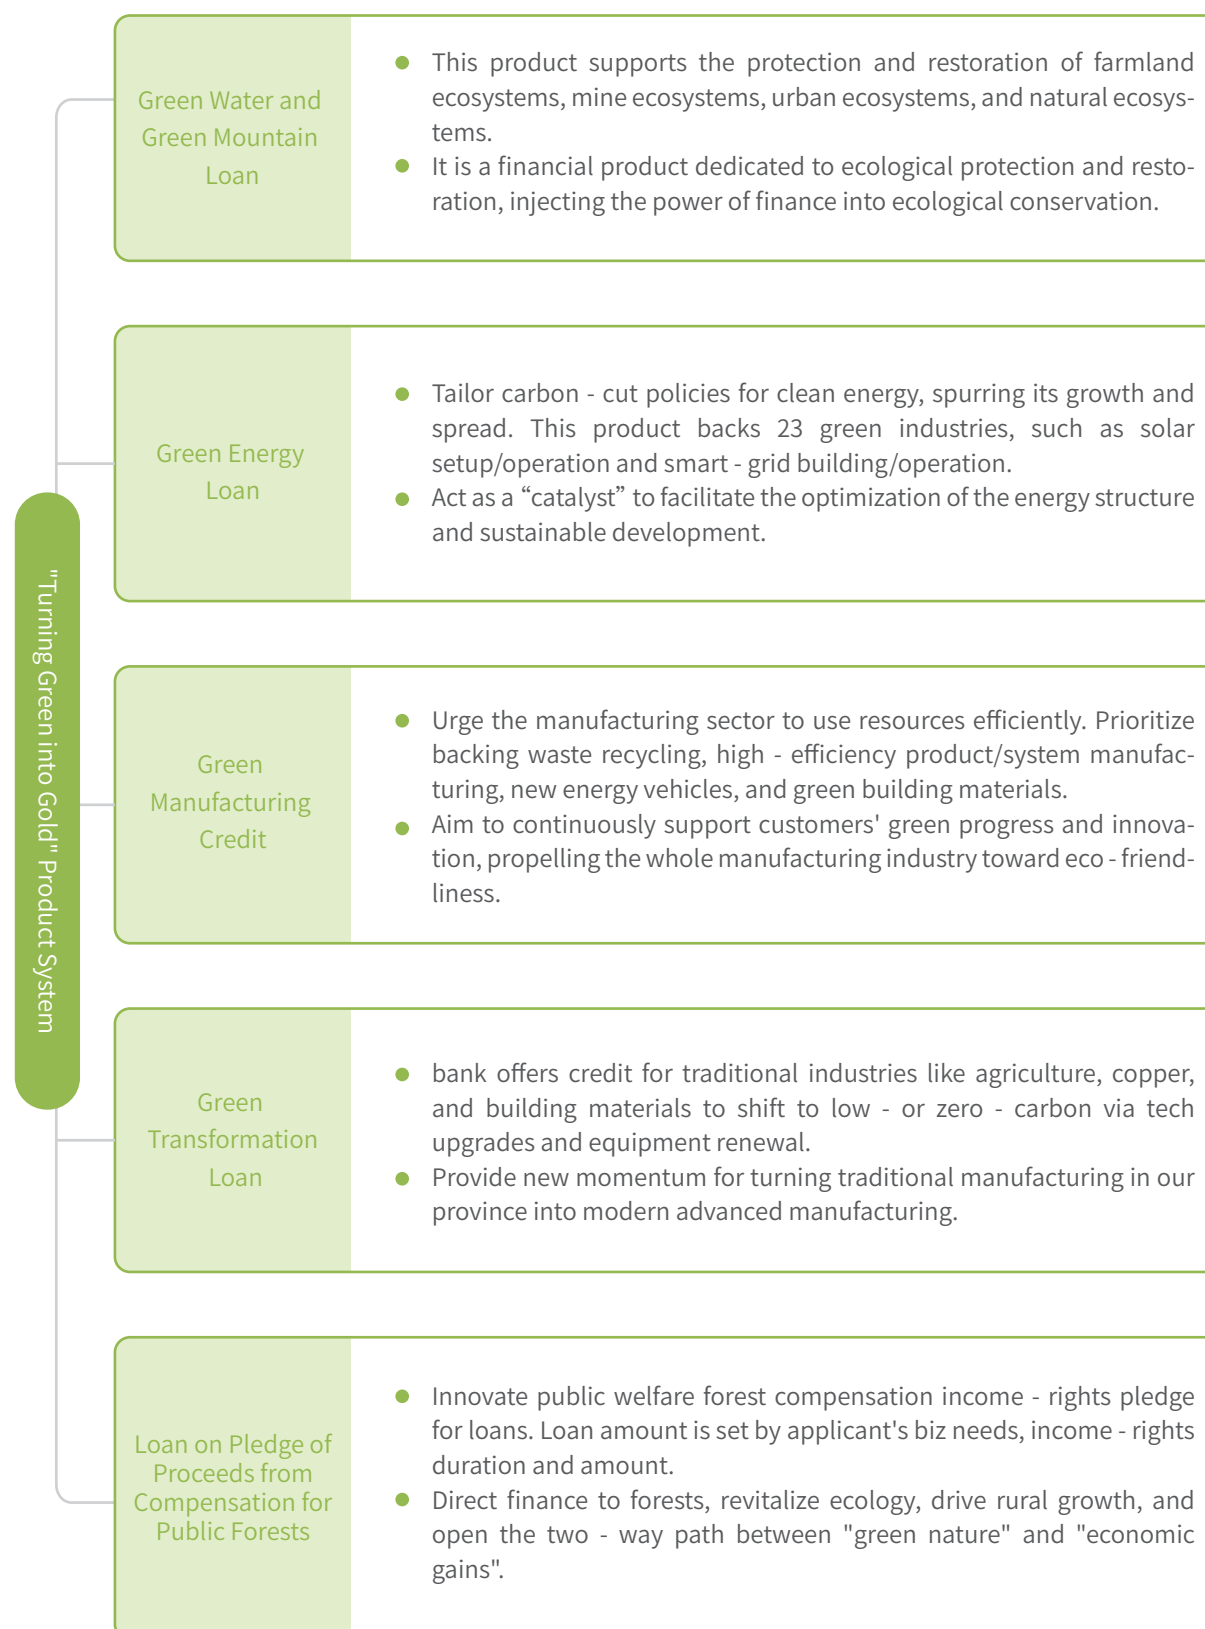 "Turning Green into Gold" Product System
Green Water and
Green Mountain
Loan
This product supports the protection and restoration of farmland
ecosystems, mine ecosystems, urban ecosystems, and natural ecosys-
tems.
It is a financial product dedicated to ecological protection and resto-
ration, injecting the power of finance into ecological conservation.
Green Energy
Loan
Tailor carbon - cut policies for clean energy, spurring its growth and
spread. This product backs 23 green industries, such as solar
setup/operation and smart - grid building/operation.
Act as a “catalyst” to facilitate the optimization of the energy structure
and sustainable development.
Green
Manufacturing
Credit
Urge the manufacturing sector to use resources efficiently. Prioritize
backing waste recycling, high - efficiency product/system manufac-
turing, new energy vehicles, and green building materials.
Aim to continuously support customers' green progress and innova-
tion, propelling the whole manufacturing industry toward eco - friend-
liness.
Green
Transformation
Loan
bank offers credit for traditional industries like agriculture, copper,
and building materials to shift to low - or zero - carbon via tech
upgrades and equipment renewal.
Provide new momentum for turning traditional manufacturing in our
province into modern advanced manufacturing.
Loan on Pledge of
Proceeds from
Compensation for
Public Forests
Innovate public welfare forest compensation income - rights pledge
for loans. Loan amount is set by applicant's biz needs, income - rights
duration and amount.
Direct finance to forests, revitalize ecology, drive rural growth, and
open the two - way path between "green nature" and "economic
gains".